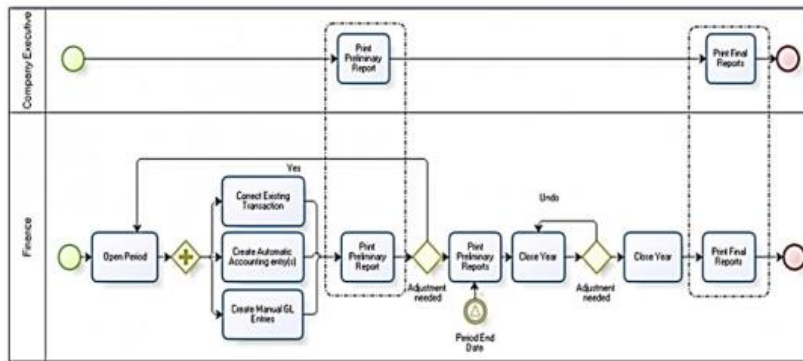 Company Executive
Print
Preliminary
Report
Print Final
Reports
Finance
Yes
Correct Existing
Transaction
Undo
Open Period
Create Automatic
Accounting entry(s)
Print
Preliminary
Report
Print
Preliminary
Reports
Close Year
Close Year
Print Final
Reports
Adjustment
needed
Adjustment
needed
Create Manual GL
Entries
Period End
Date